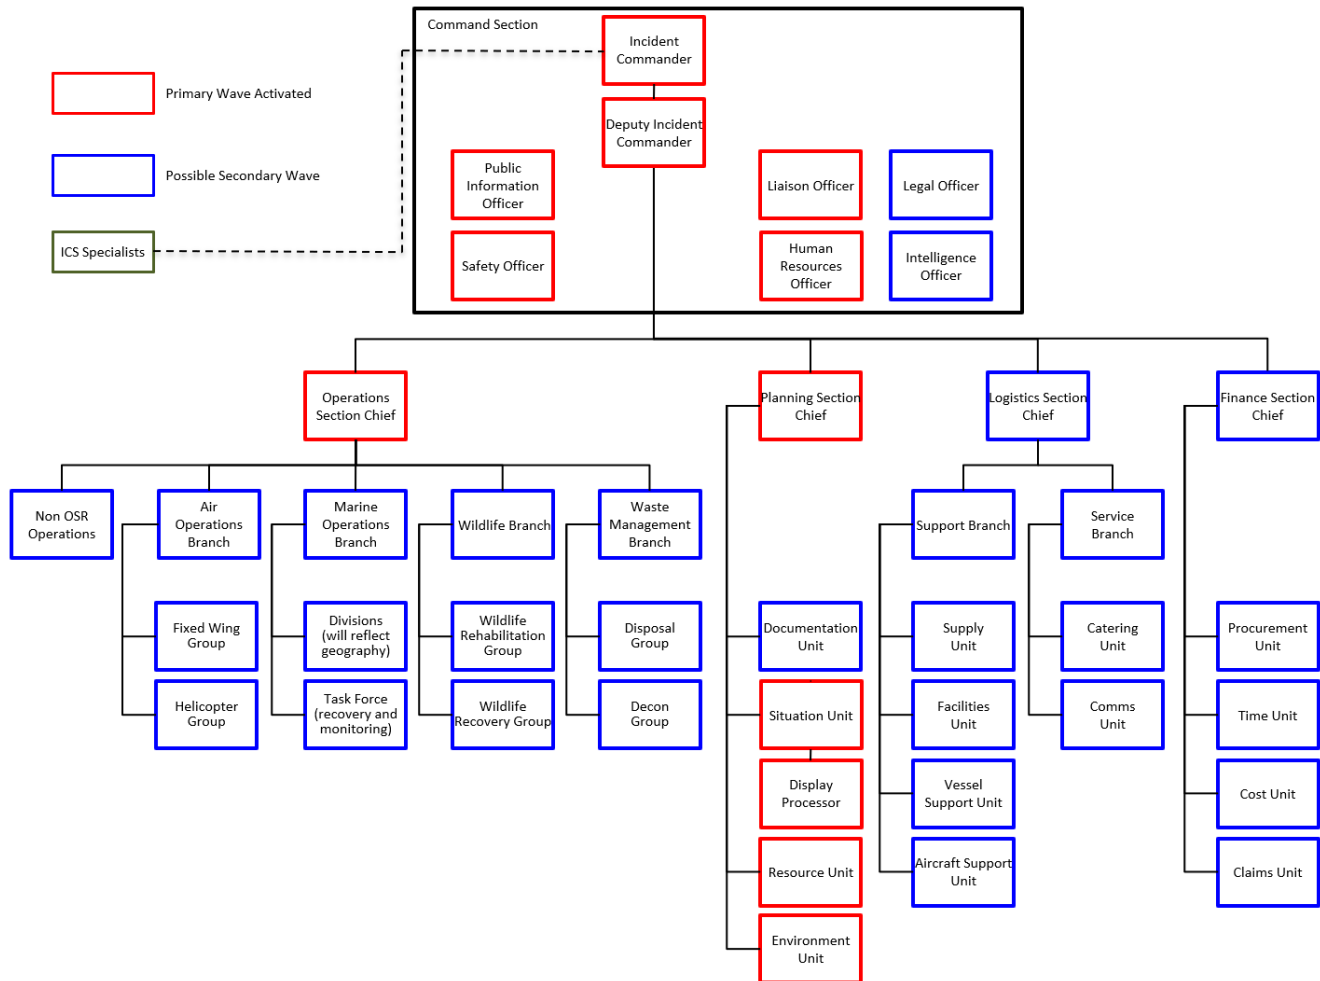 Command Section
Incident
Commander
Primary Wave Activated
Deputy Incident
Commander
Possible Secondary Wave
Public
Information
Officer
Liaison Officer
Legal Officer
ICS Specialists
Safety Officer
Human
Resources
Officer
Intelligence
Officer
Operations
Section Chief
Planning Section
Chief
Logistics Section
Chief
Finance Section
Chief
Non OSR
Operations
Air
Operations
Branch
Marine
Operations
Branch
Wildlife Branch
Waste
Management
Branch
Support Branch
Service
Branch
Fixed Wing
Group
Divisions
(will reflect
geography)
Wildlife
Rehabilitation
Group
Disposal
Group
Documentation
Unit
Supply
Unit
Catering
Unit
Procurement
Unit
Helicopter
Group
Task Force
(recovery and
monitoring)
Wildlife
Recovery Group
Decon
Group
Situation Unit
Facilities
Unit
Comms
Unit
Time Unit
Display
Processor
Vessel
Support Unit
Cost Unit
Resource Unit
Aircraft Support
Unit
Claims Unit
Environment
Unit